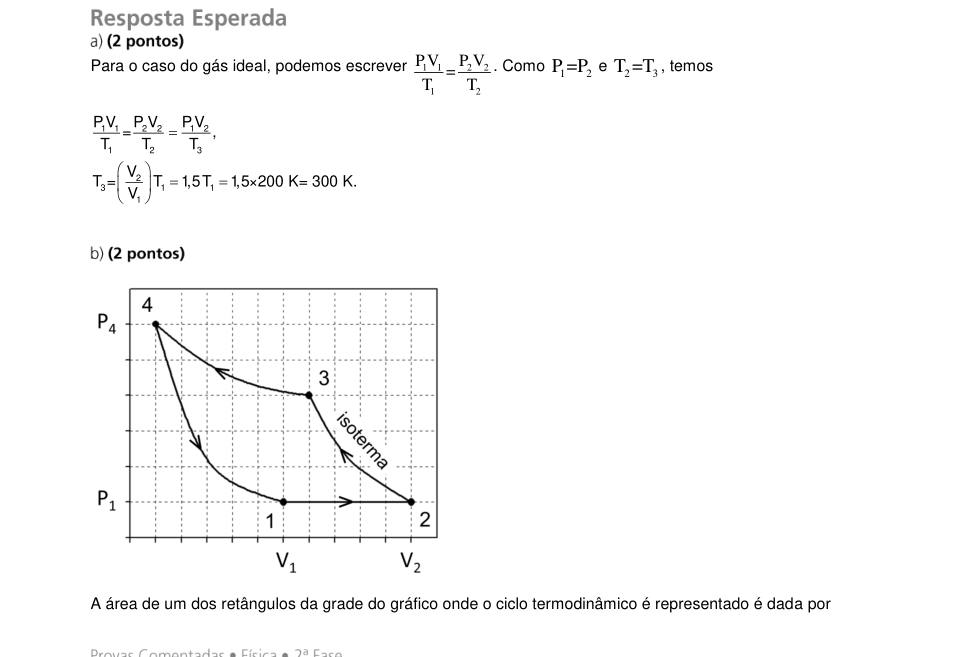 Resposta Esperada
a) (2 pontos)
Para o caso do gás ideal, podemos escrever P₁V₁/T₁ = P₂V₂/T₂. Como P₁=P₂ e T₂=T₃, temos
P₁V₁/T₁ = P₂V₂/T₂ = P₁V₂/T₃,
T₃=(V₂/V₁)T₁ = 1,5T₁ = 1,5×200 K= 300 K.
b) (2 pontos)
4
P₄
3
isoterma
P₁
1
2
V₁ V₂
A área de um dos retângulos da grade do gráfico onde o ciclo termodinâmico é representado é dada por
Provas Comentadas • Física • 2ª Fase